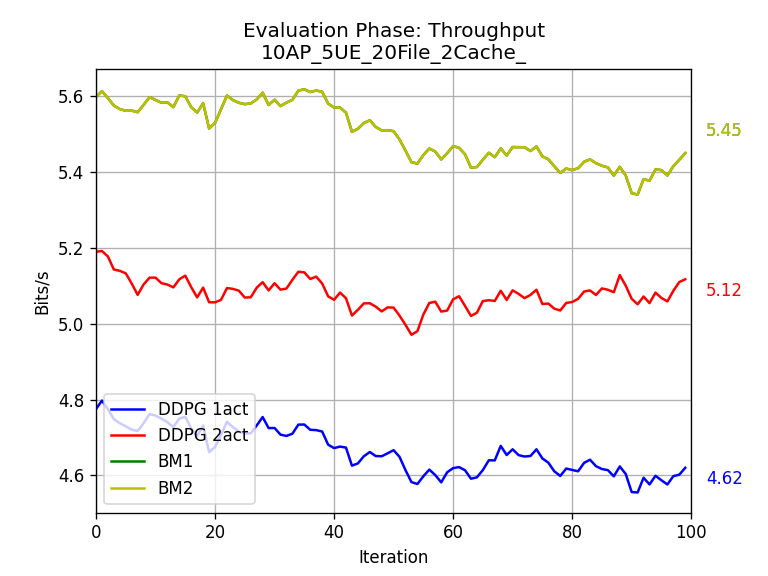 Evaluation Phase: Throughput
10AP_5UE_20File_2Cache_
Bits/s
5.6
5.4
5.2
5.0
4.8
4.6
5.45
5.12
4.62
DDPG 1act
DDPG 2act
BM1
BM2
0 20 40 60 80 100
Iteration